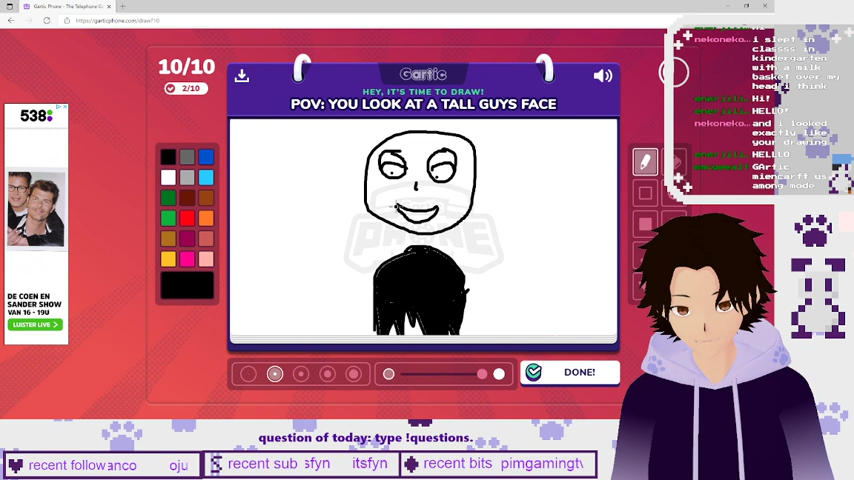 Gartic Phone - The Telephone G
https://garticphone.com/draw?10
10/10
2/10
Gartic
HEY, IT'S TIME TO DRAW!
POV: YOU LOOK AT A TALL GUYS FACE
PHONE
538
DE COEN EN
SANDER SHOW
VAN 16 - 19U
LUISTER LIVE
DONE!
nekoneko... i slept in
classss in
kindergarten
with a milk
basket over my
head i think
Hi!
HELLO!
nekoneko... and i looked
exactly like
your drawing
HELLLO
GArtic
miencarft us
among mode
question of today: type !questions.
recent follow anco oju
recent sub sfyn itsfyn
recent bits pimgamingtv